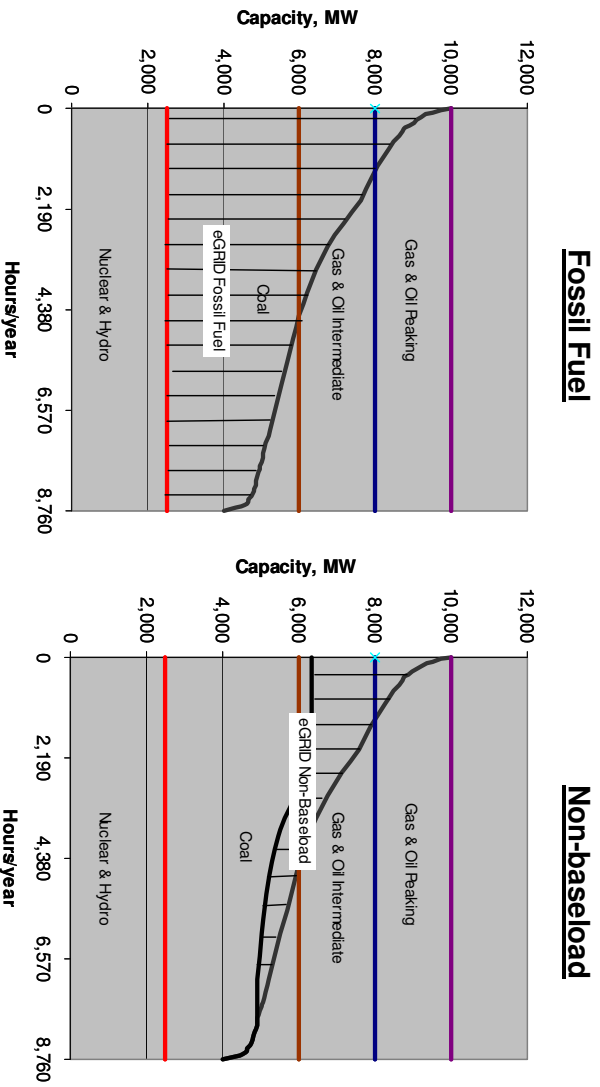 Fossil Fuel
Capacity, MW
12,000
10,000
8,000
6,000
4,000
2,000
0
Gas & Oil Peaking
Gas & Oil Intermediate
Coal
eGRID Fossil Fuel
Nuclear & Hydro
0
2,190
4,380
6,570
8,760
Hours/year
Non-baseload
Capacity, MW
12,000
10,000
8,000
6,000
4,000
2,000
0
Gas & Oil Peaking
Gas & Oil Intermediate
eGRID Non-Baseload
Coal
Nuclear & Hydro
0
2,190
4,380
6,570
8,760
Hours/year